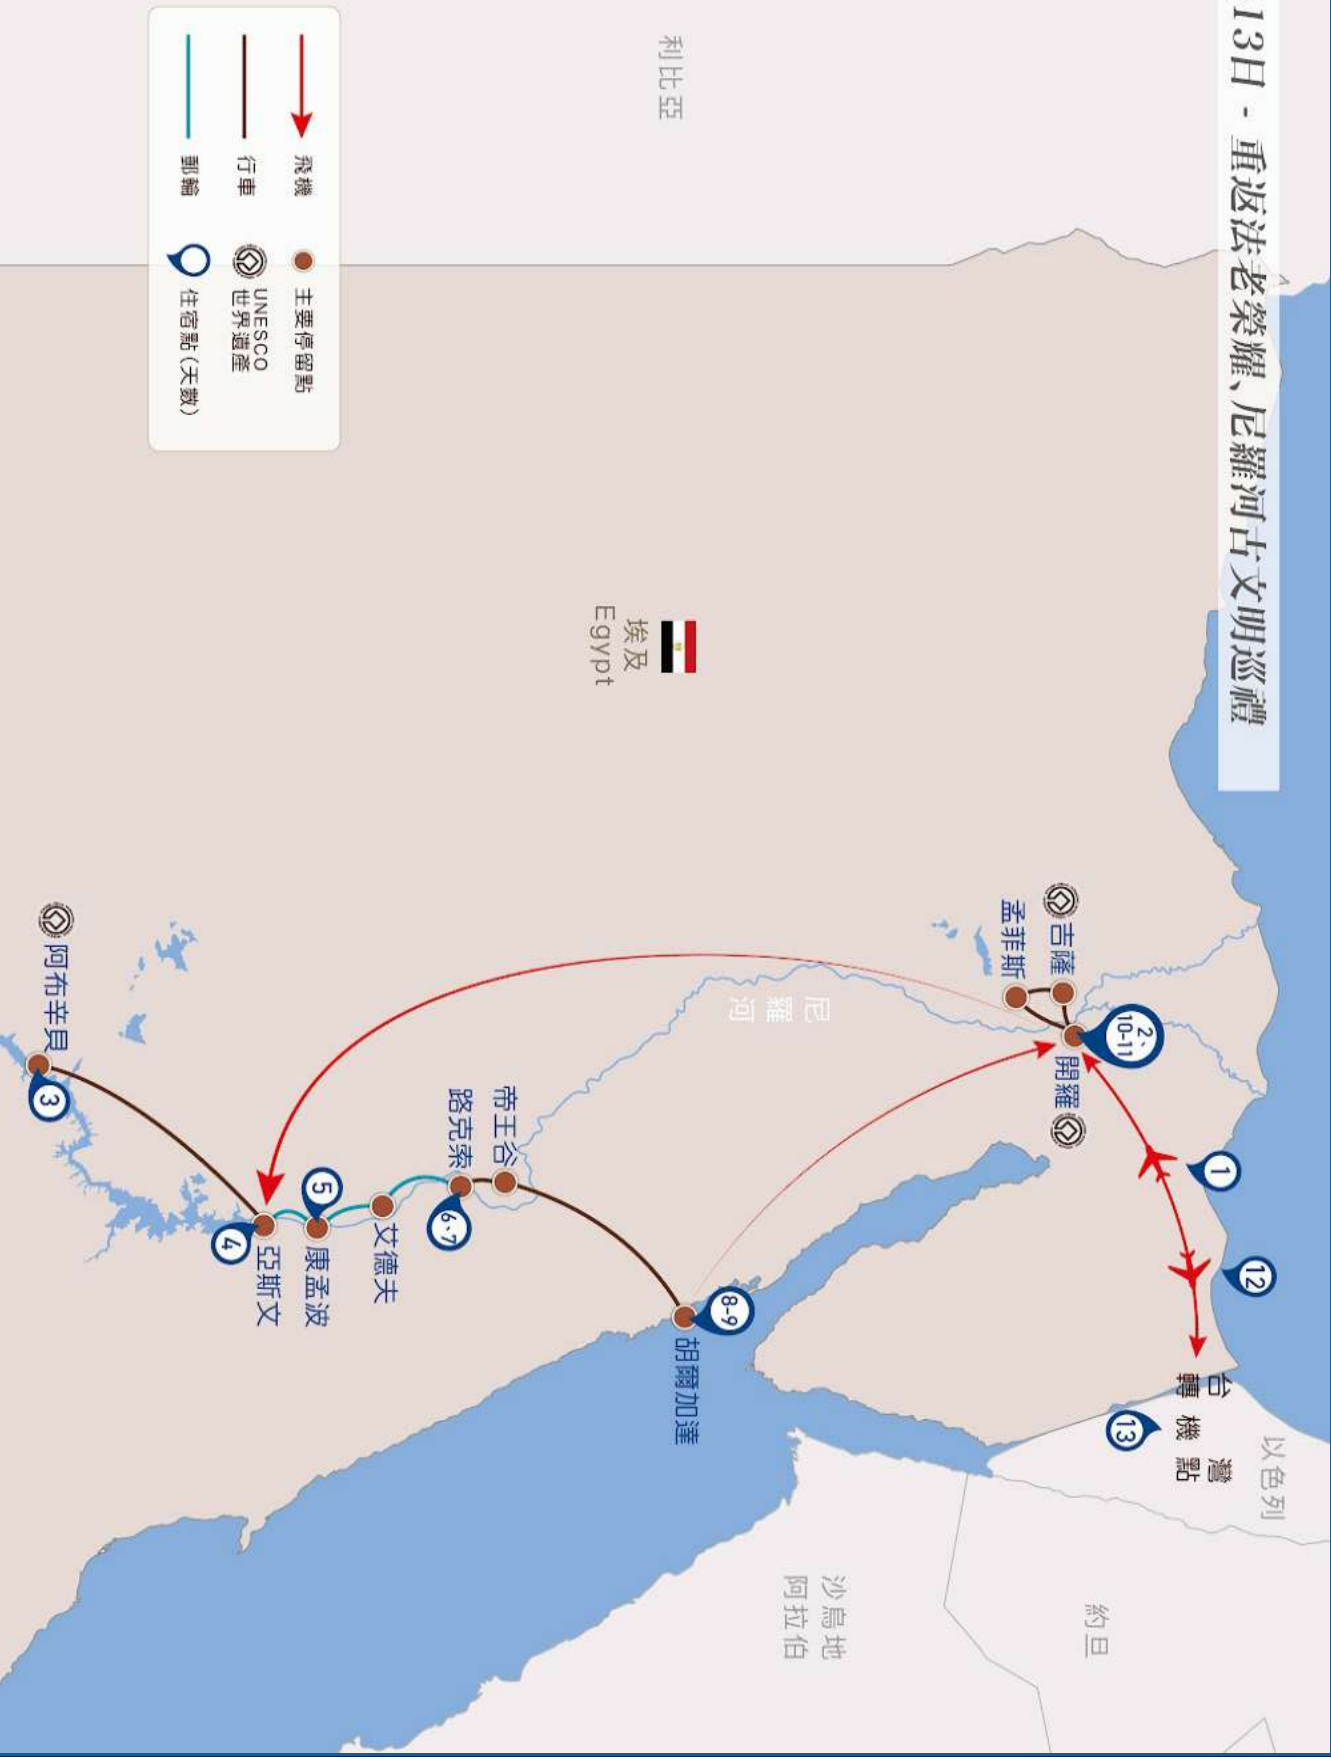 13日 - 重返法老榮耀、尼羅河古文明巡禮
利比亞
埃及
Egypt
以色列
約旦
沙烏地
阿拉伯
台灣
轉機點
1
12
13
2、
10-11
開羅
吉薩
孟菲斯
尼羅河
8-9
胡爾加達
帝王谷
路克索
6、7
艾德夫
5
康孟波
亞斯文
4
阿布辛貝
3
飛機
行車
郵輪
主要停留點
UNESCO
世界遺產
住宿點(天數)